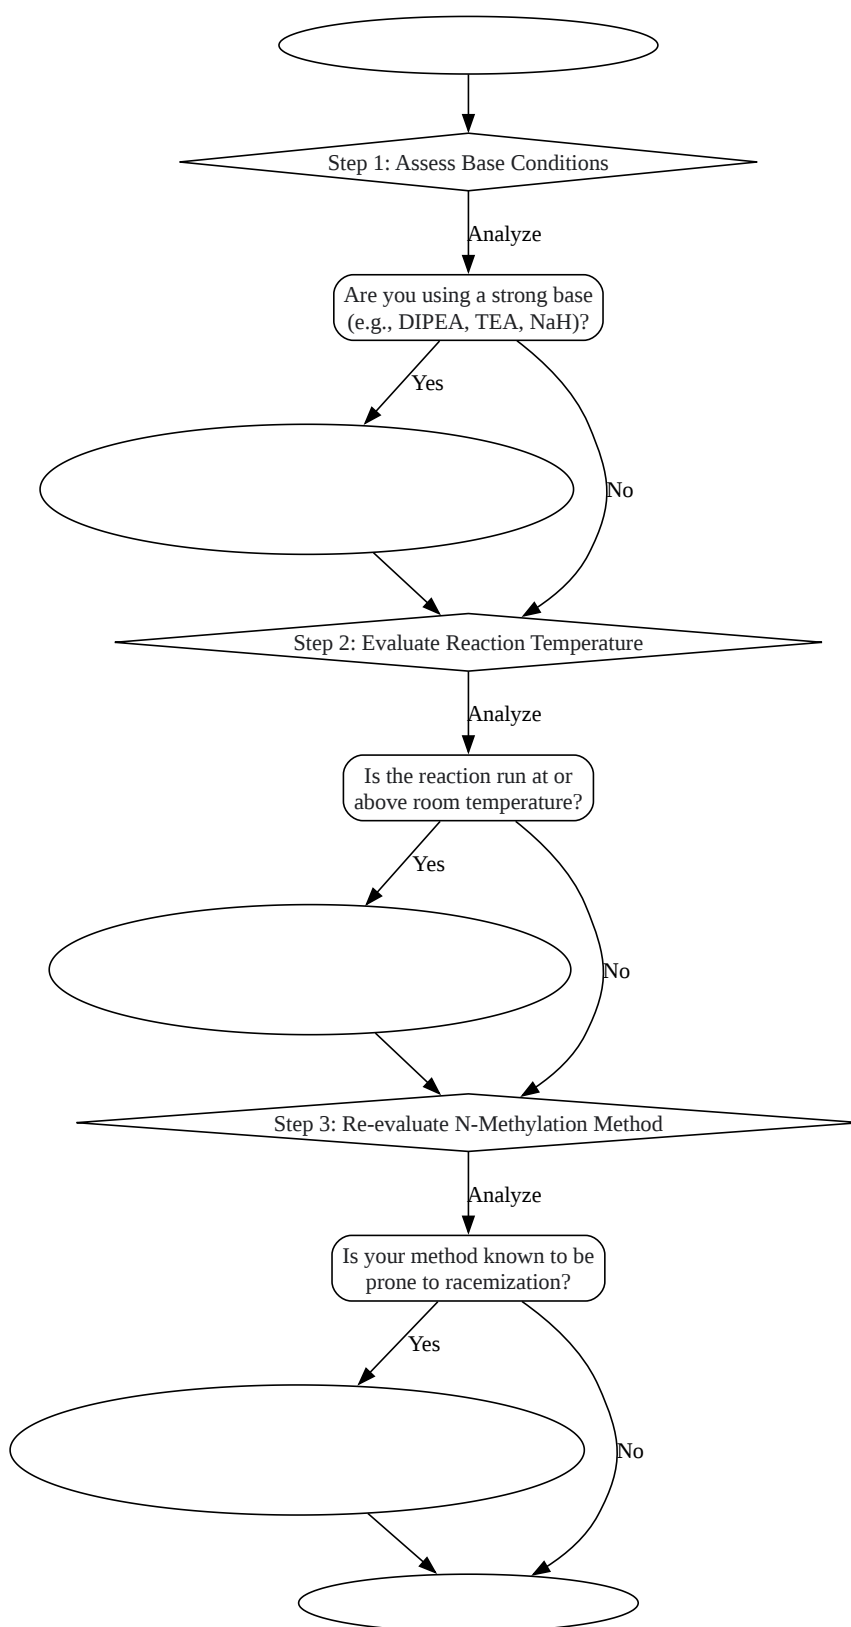 Step 1: Assess Base Conditions
Analyze
Are you using a strong base
(e.g., DIPEA, TEA, NaH)?
Yes
No
Step 2: Evaluate Reaction Temperature
Analyze
Is the reaction run at or
above room temperature?
Yes
No
Step 3: Re-evaluate N-Methylation Method
Analyze
Is your method known to be
prone to racemization?
Yes
No